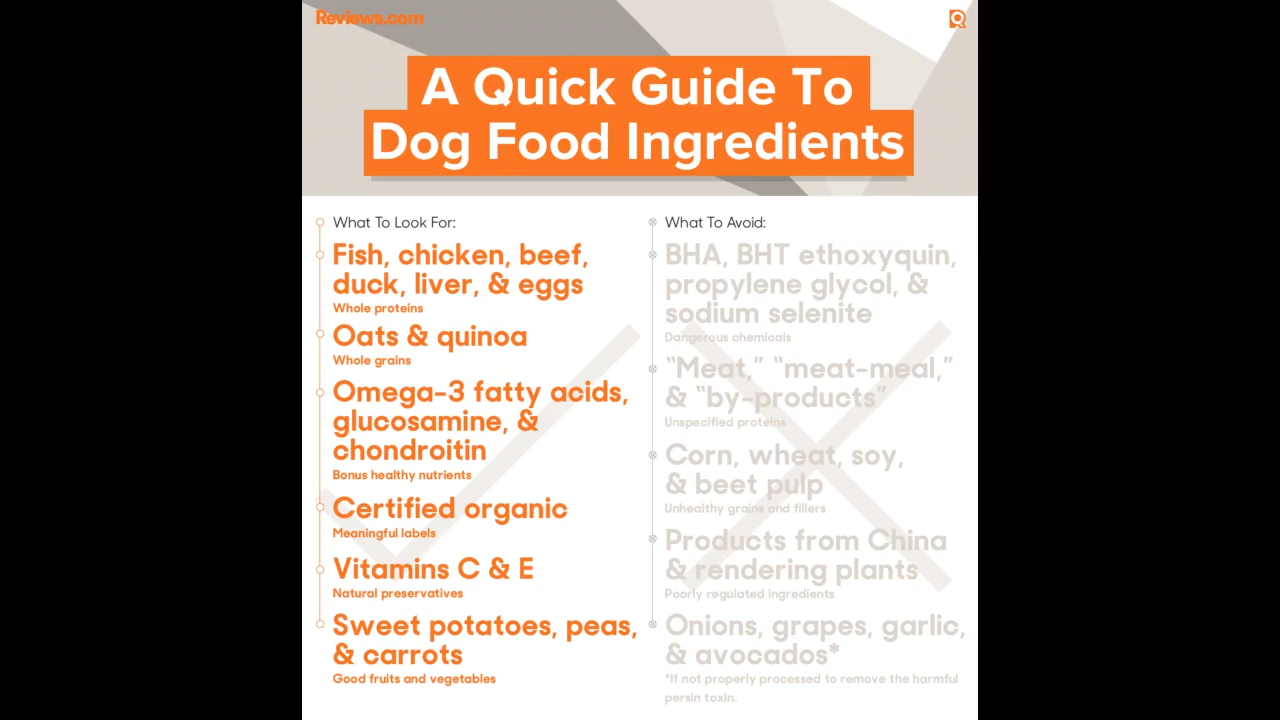 Reviews.com
A Quick Guide To
Dog Food Ingredients
What To Look For:
Fish, chicken, beef,
duck, liver, & eggs
Whole proteins
Oats & quinoa
Whole grains
Omega-3 fatty acids,
glucosamine, &
chondroitin
Bonus healthy nutrients
Certified organic
Meaningful labels
Vitamins C & E
Natural preservatives
Sweet potatoes, peas,
& carrots
Good fruits and vegetables
What To Avoid:
BHA, BHT ethoxyquin,
propylene glycol, &
sodium selenite
Dangerous chemicals
“Meat,” “meat-meal,”
& “by-products”
Unspecified proteins
Corn, wheat, soy,
& beet pulp
Unhealthy grains and fillers
Products from China
& rendering plants
Poorly regulated ingredients
Onions, grapes, garlic,
& avocados*
*If not properly processed to remove the harmful
persin toxin.